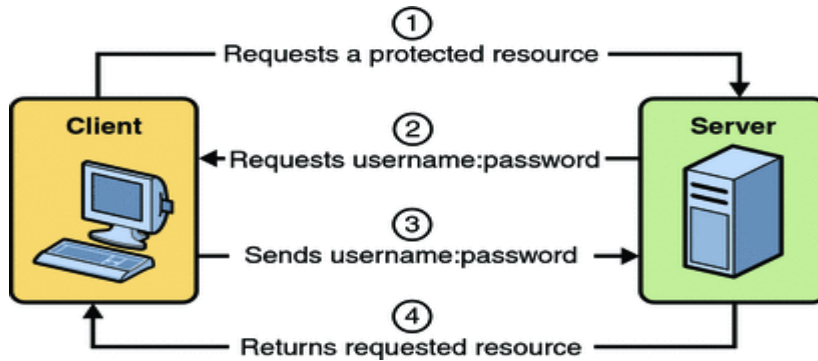 1
Requests a protected resource
Client
Server
2
Requests username:password
3
Sends username:password
4
Returns requested resource